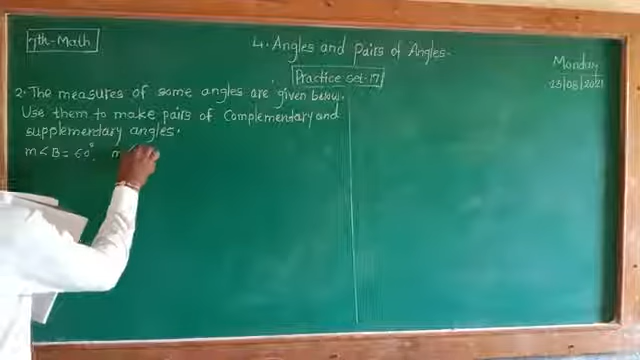 7th-Math
4. Angles and Pairs of Angles.
Monday
Practice Set-17
23/08/2021
2. The measures of some angles are given below.
Use them to make pairs of Complementary and
supplementary angles.
m∠B = 60°, m